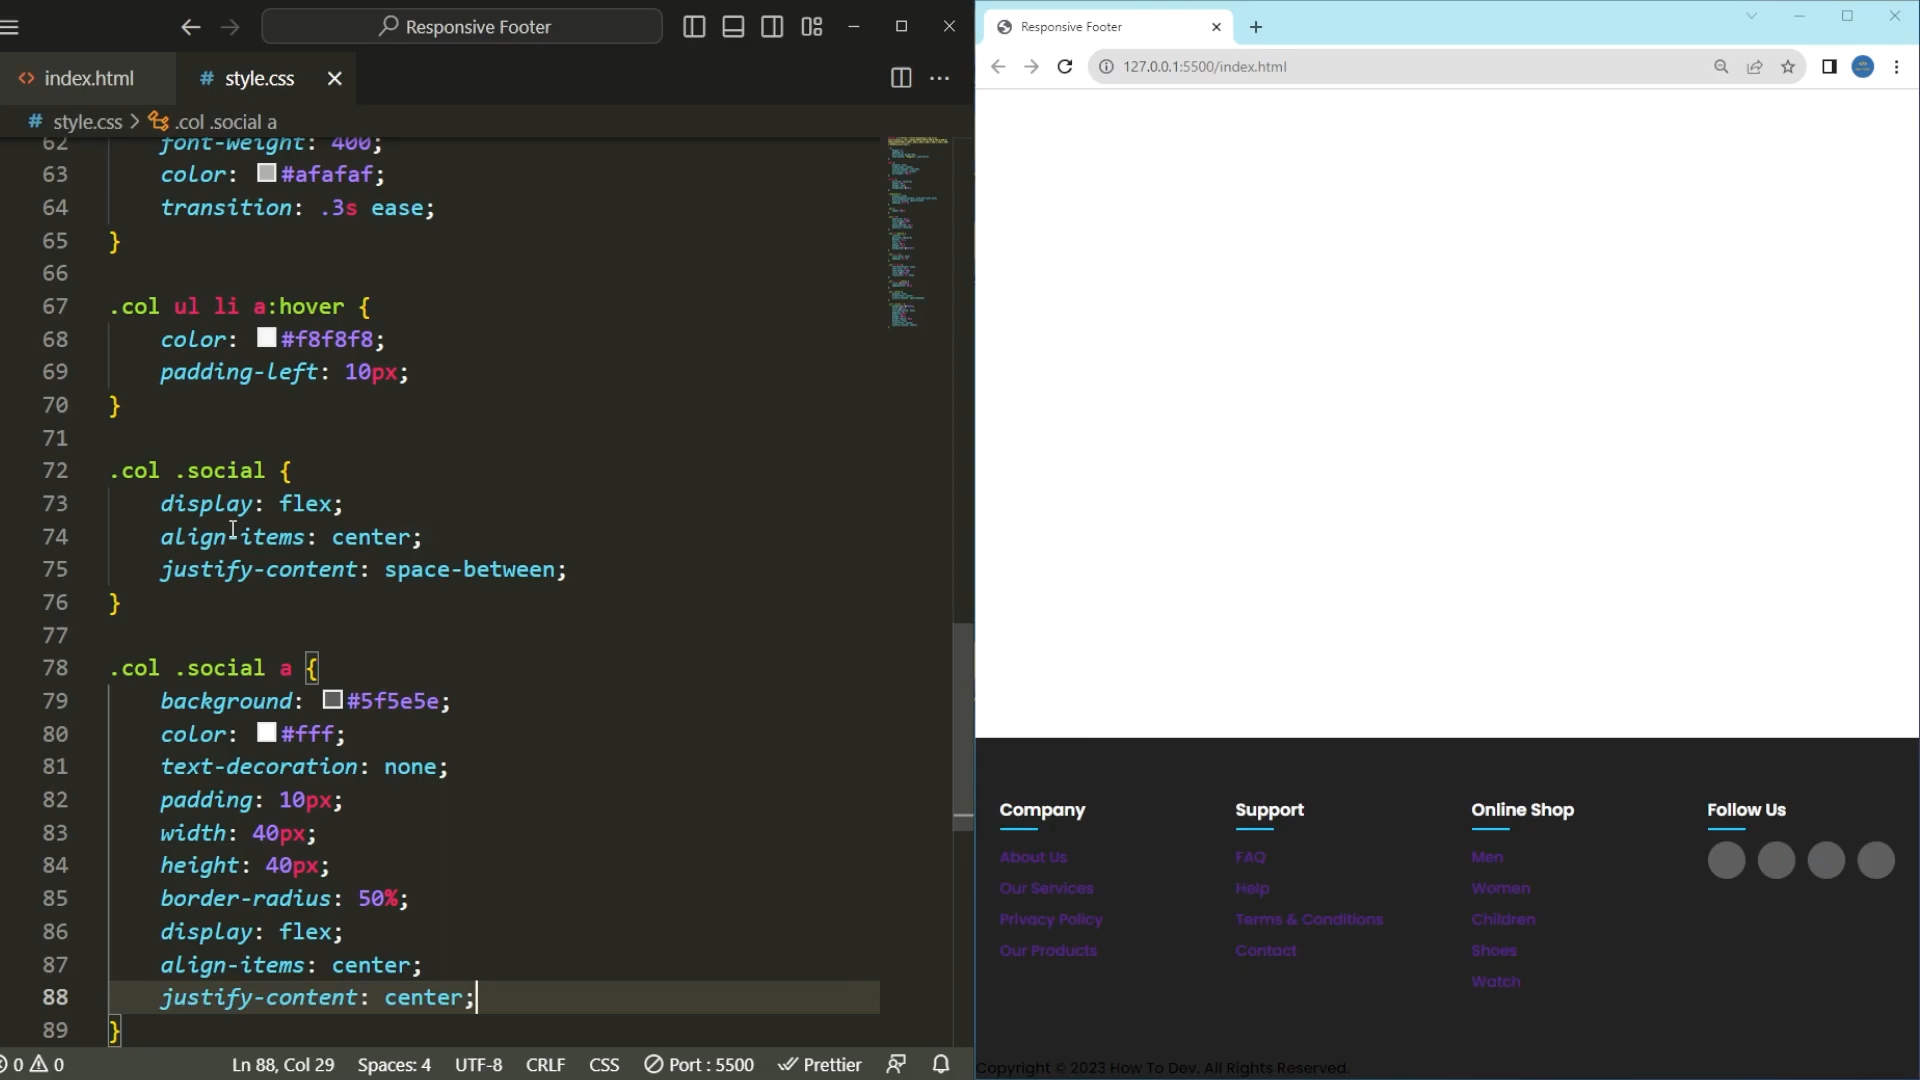 Responsive Footer
index.html
# style.css
# style.css > .col .social a
62 font-weight: 400;
63 color: #afafaf;
64 transition: .3s ease;
65 }
66
67 .col ul li a:hover {
68 color: #f8f8f8;
69 padding-left: 10px;
70 }
71
72 .col .social {
73 display: flex;
74 align-items: center;
75 justify-content: space-between;
76 }
77
78 .col .social a {
79 background: #5f5e5e;
80 color: #fff;
81 text-decoration: none;
82 padding: 10px;
83 width: 40px;
84 height: 40px;
85 border-radius: 50%;
86 display: flex;
87 align-items: center;
88 justify-content: center;
89 }
0 0 Ln 88, Col 29 Spaces: 4 UTF-8 CRLF CSS Port : 5500 Prettier
Responsive Footer
127.0.0.1:5500/index.html
Company
About Us
Our Services
Privacy Policy
Our Products
Support
FAQ
Help
Terms & Conditions
Contact
Online Shop
Men
Women
Children
Shoes
Watch
Follow Us
Copyright © 2023 How To Dev. All Rights Reserved.